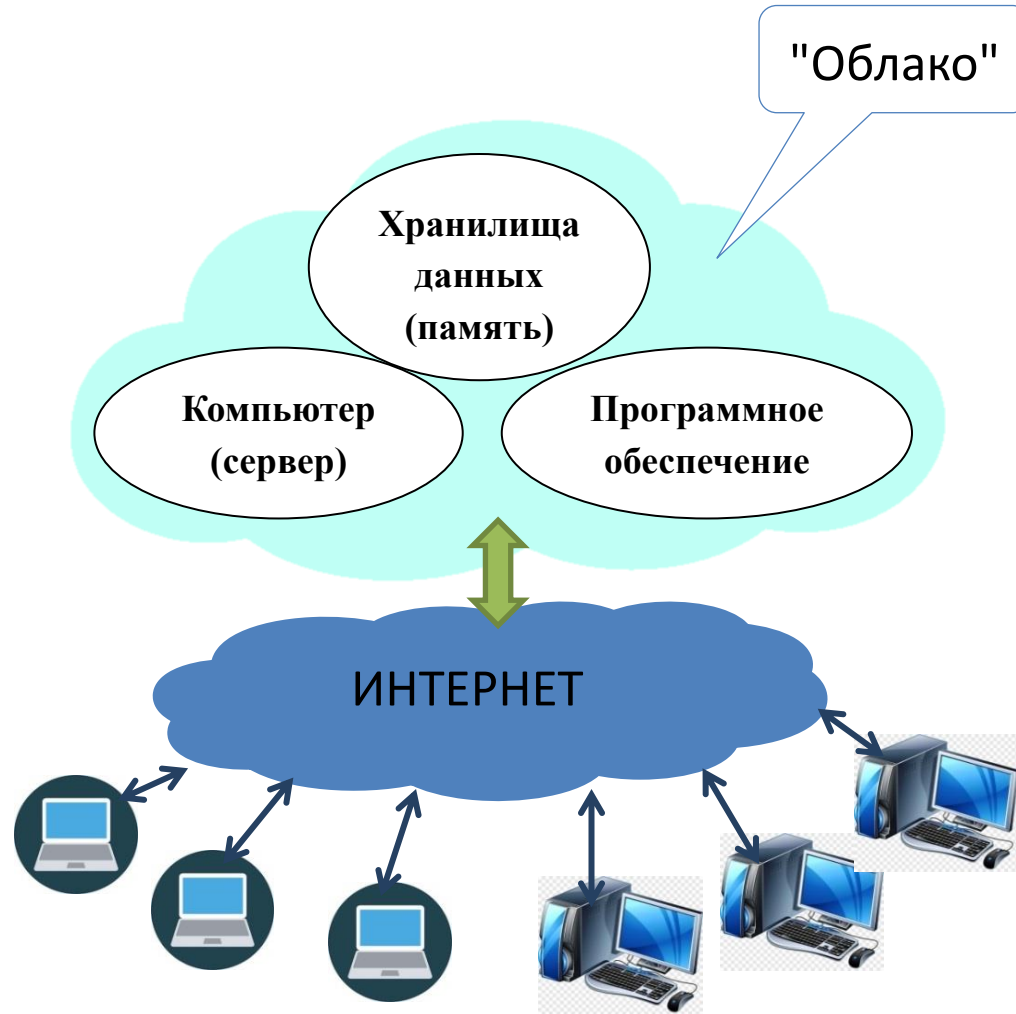 "Облако"
Хранилища
данных
(память)
Компьютер
(сервер)
Программное
обеспечение
ИНТЕРНЕТ